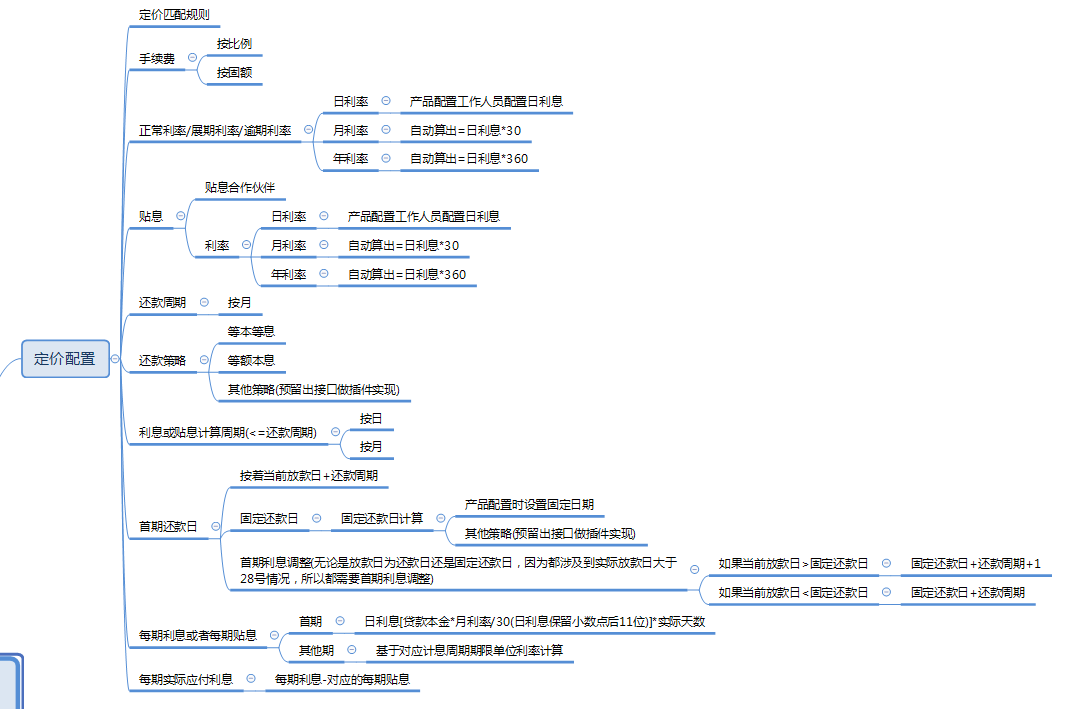 定价匹配规则
手续费
按比例
按固额
正常利率/展期利率/逾期利率
日利率
产品配置工作人员配置日利息
月利率
自动算出=日利息*30
年利率
自动算出=日利息*360
贴息
贴息合作伙伴
利率
日利率
产品配置工作人员配置日利息
月利率
自动算出=日利息*30
年利率
自动算出=日利息*360
还款周期
按月
定价配置
还款策略
等本等息
等额本息
其他策略(预留出接口做插件实现)
利息或贴息计算周期(<=还款周期)
按日
按月
首期还款日
按着当前放款日+还款周期
固定还款日
固定还款日计算
产品配置时设置固定日期
其他策略(预留出接口做插件实现)
首期利息调整(无论是放款日为还款日还是固定还款日，因为都涉及到实际放款日大于
28号情况，所以都需要首期利息调整)
如果当前放款日>固定还款日
固定还款日+还款周期+1
如果当前放款日<固定还款日
固定还款日+还款周期
每期利息或者每期贴息
首期
日利息[贷款本金*月利率/30(日利息保留小数点后11位)]*实际天数
其他期
基于对应计息周期期限单位利率计算
每期实际应付利息
每期利息-对应的每期贴息